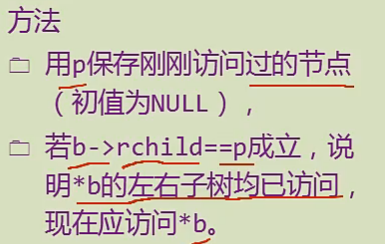 方法
用p保存刚刚访问过的节点
（初值为NULL），
若b->rchild==p成立，说
明*b的左右子树均已访问，
现在应访问*b。